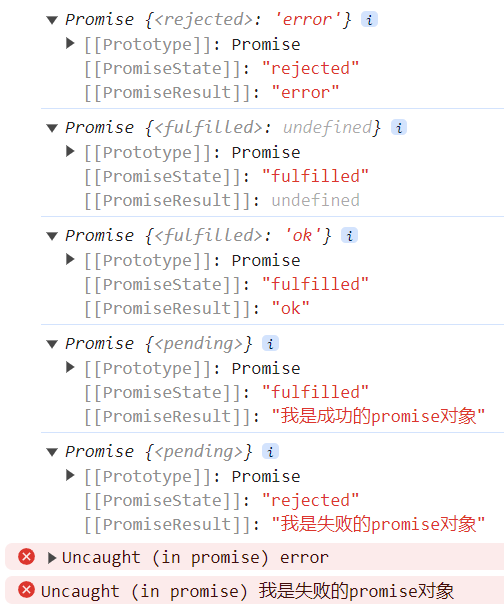 Promise {<rejected>: 'error'} i
[[Prototype]]: Promise
[[PromiseState]]: "rejected"
[[PromiseResult]]: "error"
Promise {<fulfilled>: undefined} i
[[Prototype]]: Promise
[[PromiseState]]: "fulfilled"
[[PromiseResult]]: undefined
Promise {<fulfilled>: 'ok'} i
[[Prototype]]: Promise
[[PromiseState]]: "fulfilled"
[[PromiseResult]]: "ok"
Promise {<pending>} i
[[Prototype]]: Promise
[[PromiseState]]: "fulfilled"
[[PromiseResult]]: "我是成功的promise对象"
Promise {<pending>} i
[[Prototype]]: Promise
[[PromiseState]]: "rejected"
[[PromiseResult]]: "我是失败的promise对象"
Uncaught (in promise) error
Uncaught (in promise) 我是失败的promise对象